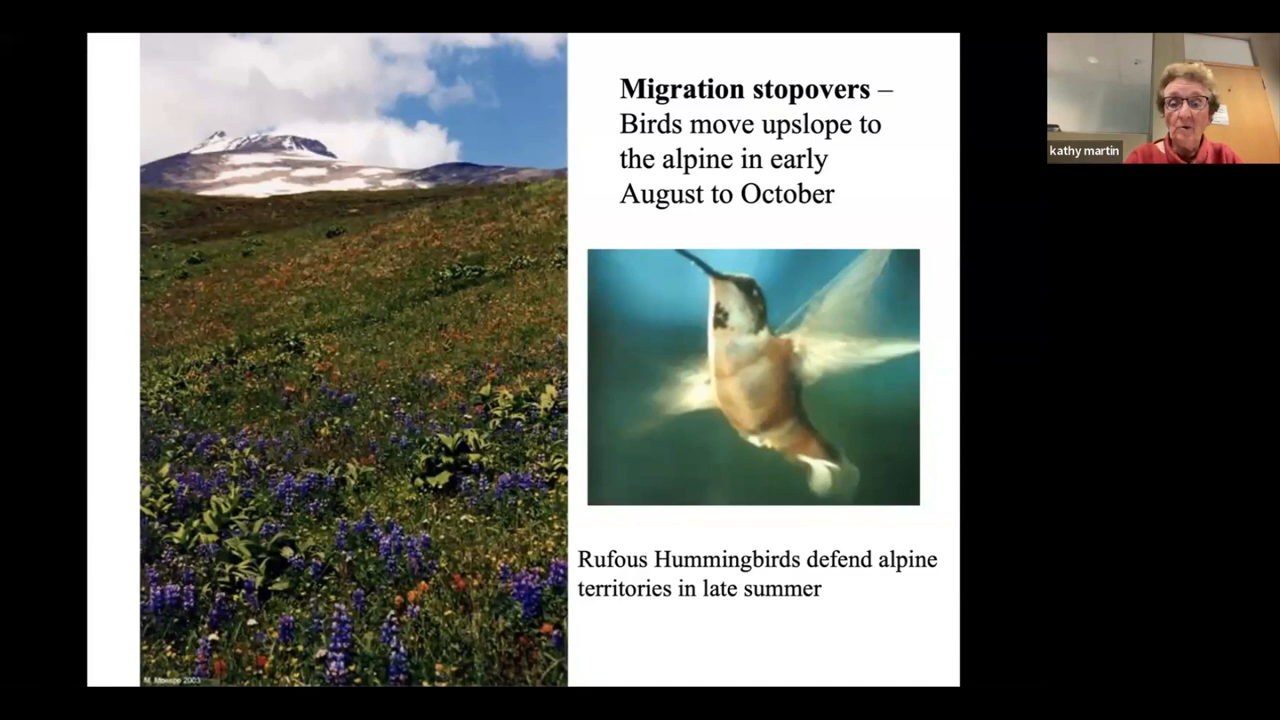 Migration stopovers –
Birds move upslope to
the alpine in early
August to October
kathy martin
Rufous Hummingbirds defend alpine
territories in late summer